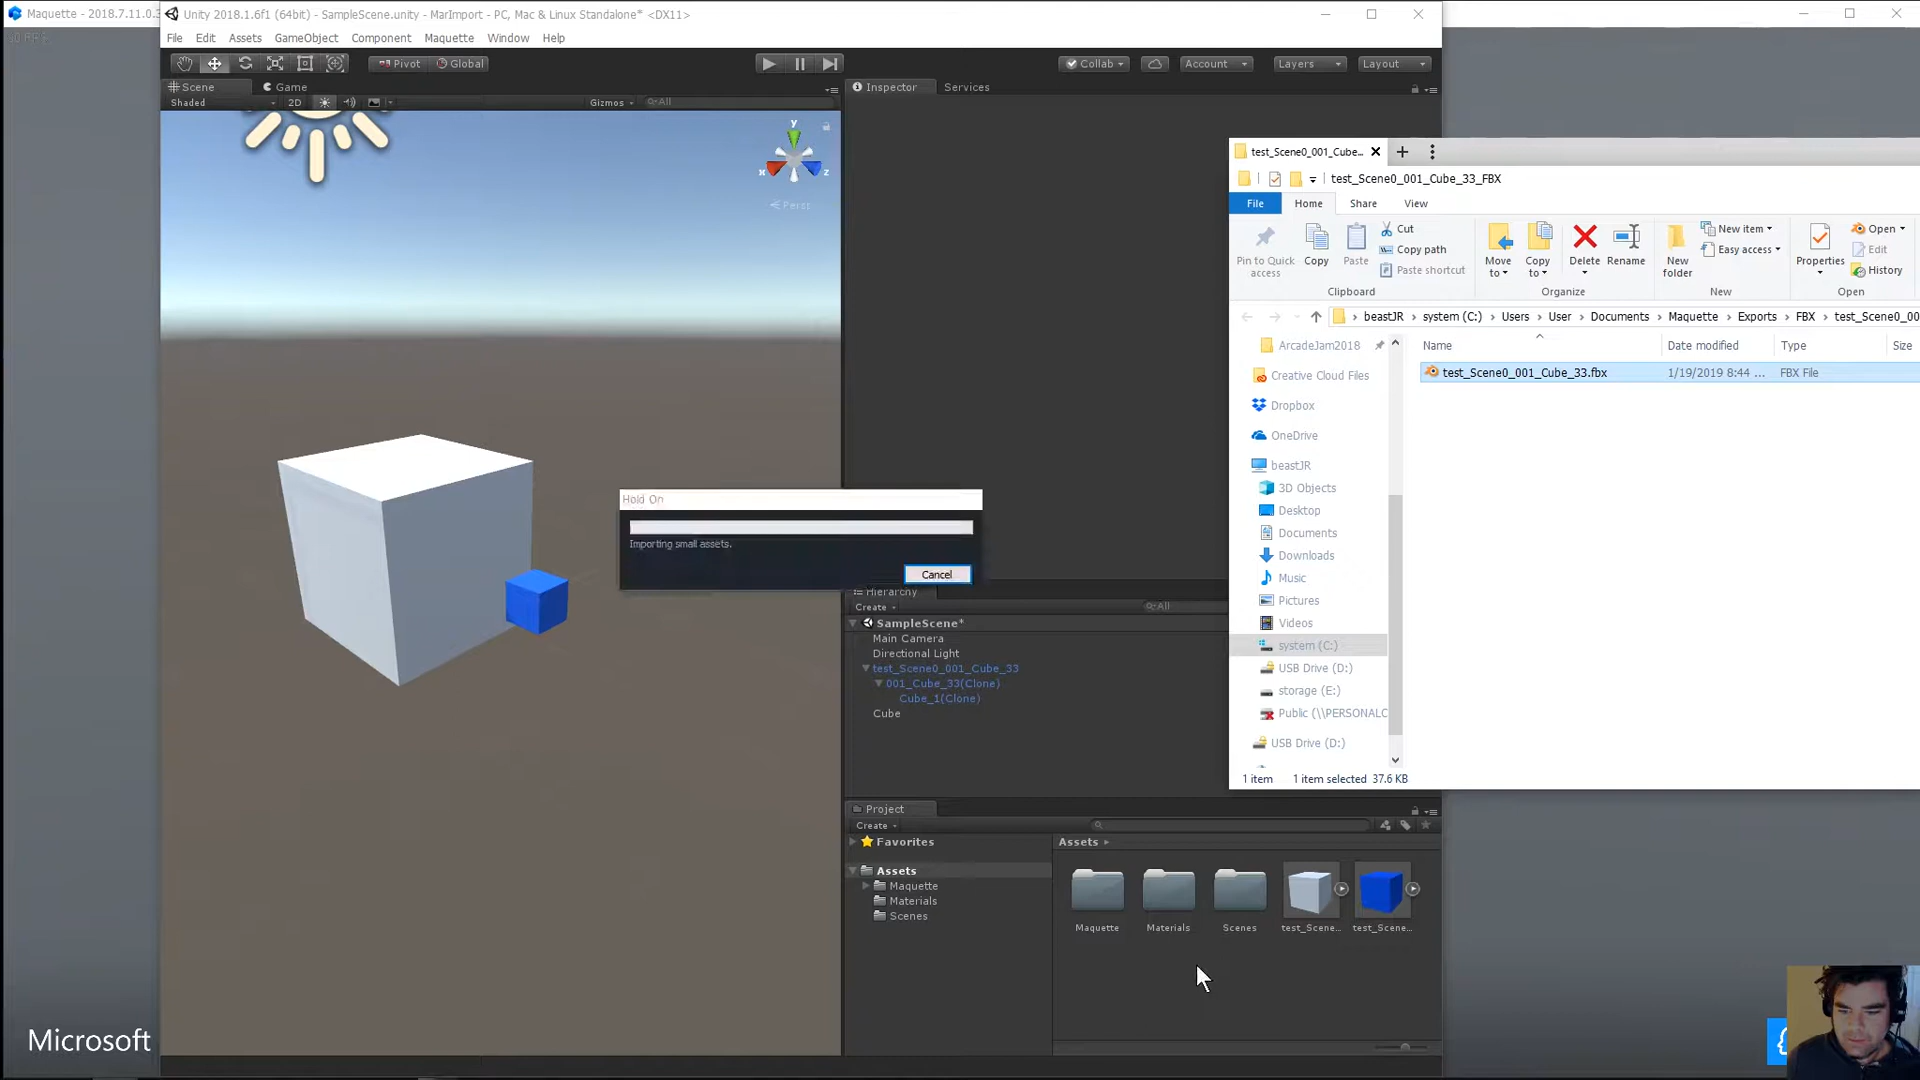 Maquette - 2018.7.11.0.3
Unity 2018.1.6f1 (64bit) - SampleScene.unity - MarImport - PC, Mac & Linux Standalone* <DX11>
File Edit Assets GameObject Component Maquette Window Help
Pivot Global
Collab Account Layers Layout
Scene Game
Shaded 2D Gizmos All
y
x z
Persp
Inspector Services
Hold On
Importing small assets.
Cancel
Hierarchy
Create All
SampleScene*
Main Camera
Directional Light
test_Scene0_001_Cube_33
001_Cube_33(Clone)
Cube_1(Clone)
Cube
Project
Create
Favorites
Assets
Maquette
Materials
Scenes
Assets
Maquette Materials Scenes test_Scene... test_Scene...
test_Scene0_001_Cube...
test_Scene0_001_Cube_33_FBX
File Home Share View
Pin to Quick access
Copy
Paste
Cut
Copy path
Paste shortcut
Clipboard
Move to
Copy to
Delete
Rename
Organize
New folder
New item
Easy access
New
Properties
Open
Edit
History
Open
beastJR system (C:) Users User Documents Maquette Exports FBX test_Scene0_00
ArcadeJam2018
Creative Cloud Files
Dropbox
OneDrive
beastJR
3D Objects
Desktop
Documents
Downloads
Music
Pictures
Videos
system (C:)
USB Drive (D:)
storage (E:)
Public (\\PERSONALC
USB Drive (D:)
Name Date modified Type Size
test_Scene0_001_Cube_33.fbx 1/19/2019 8:44 ... FBX File
1 item 1 item selected 37.6 KB
Microsoft